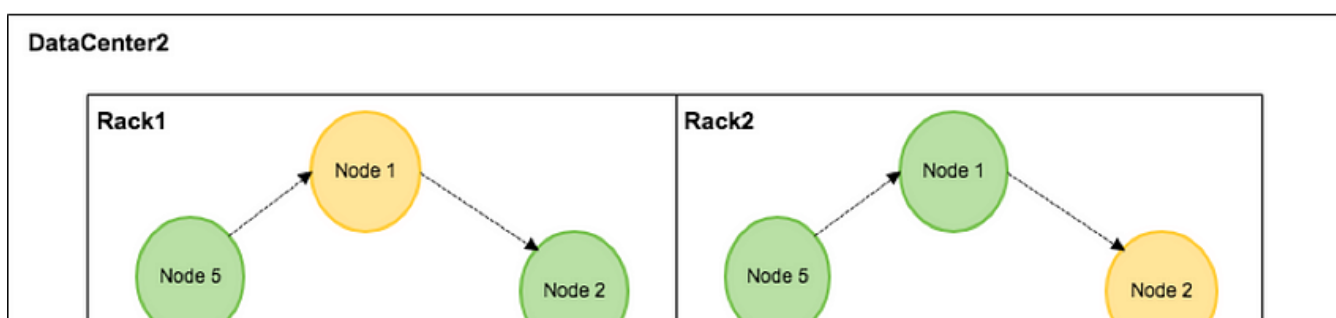 DataCenter2
Rack1
Rack2
Node 1
Node 1
Node 5
Node 2
Node 5
Node 2